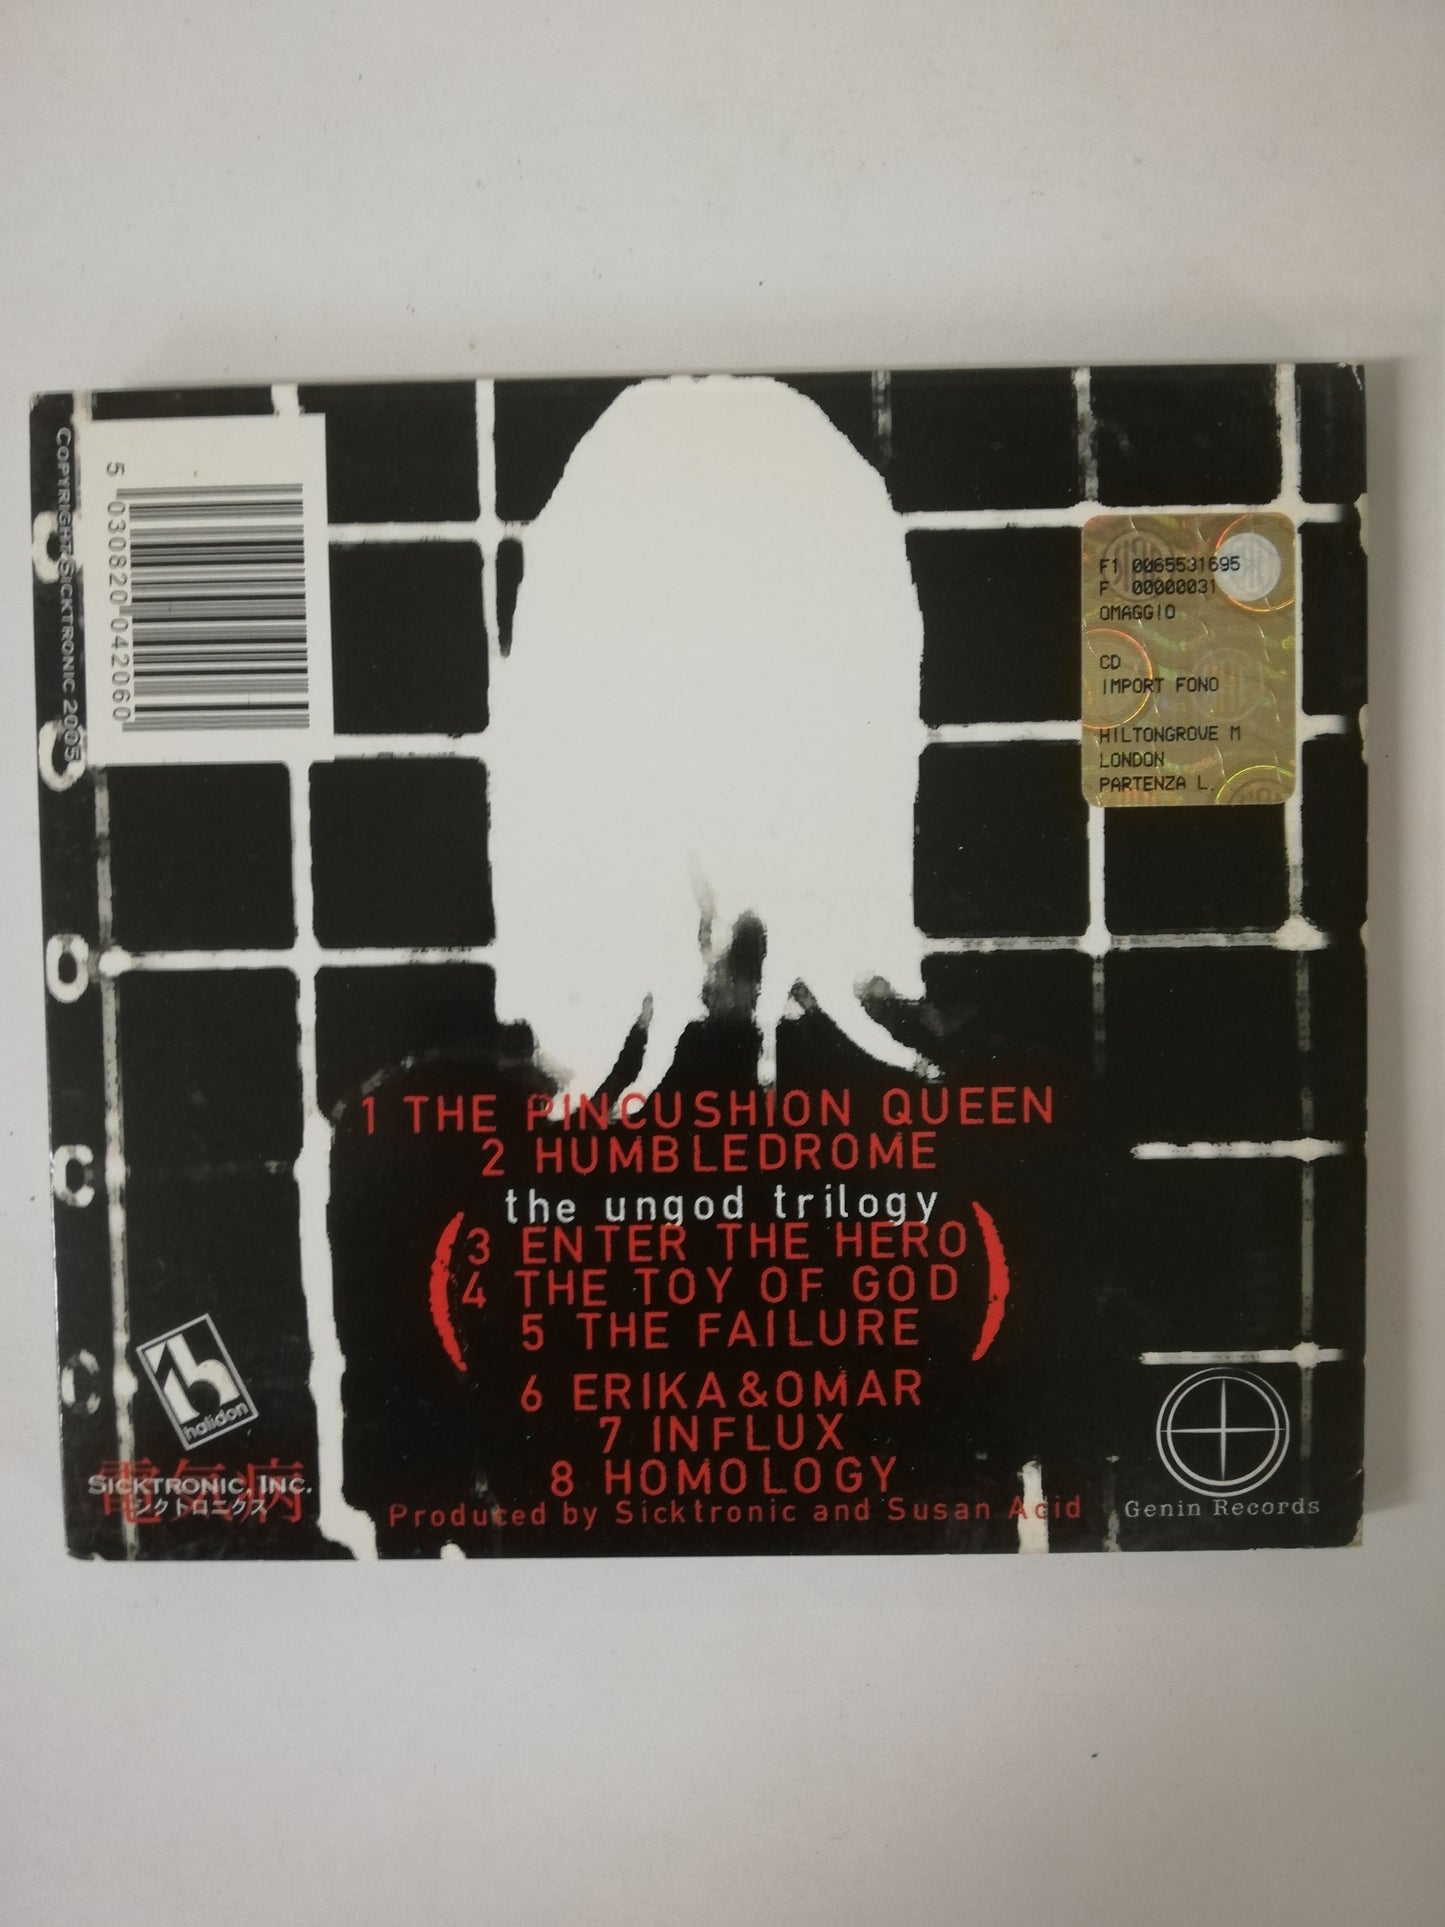 COPYRIGHT SICKTRONIC 2005
5 030820 042060
F1 0065531695
F 00000031
OMAGGIO
CD
IMPORT FONO
HILTONGROVE M
LONDON
PARTENZA L.
1 THE PINCUSHION QUEEN
2 HUMBLEDROME
the ungod trilogy
3 ENTER THE HERO
4 THE TOY OF GOD
5 THE FAILURE
6 ERIKA&OMAR
7 INFLUX
8 HOMOLOGY
Produced by Sicktronic and Susan Acid
halidon
電気病
SICKTRONIC, INC.
シクトロニクス
Genin Records